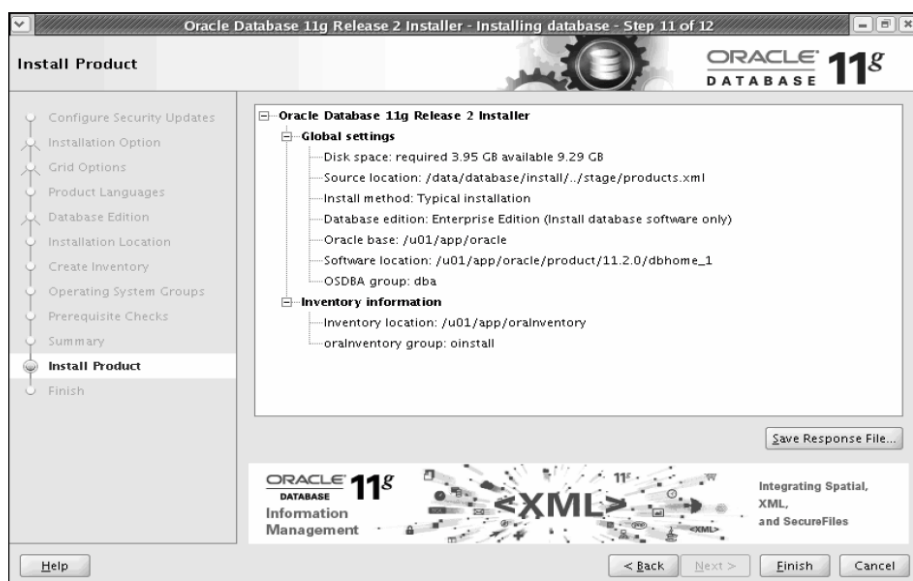 Oracle Database 11g Release 2 Installer - Installing database - Step 11 of 12
Install Product
ORACLE
DATABASE 11g
Configure Security Updates
Installation Option
Grid Options
Product Languages
Database Edition
Installation Location
Create Inventory
Operating System Groups
Prerequisite Checks
Summary
Install Product
Finish
Oracle Database 11g Release 2 Installer
Global settings
Disk space: required 3.95 GB available 9.29 GB
Source location: /data/database/install/../stage/products.xml
Install method: Typical installation
Database edition: Enterprise Edition (Install database software only)
Oracle base: /u01/app/oracle
Software location: /u01/app/oracle/product/11.2.0/dbhome_1
OSDBA group: dba
Inventory information
Inventory location: /u01/app/oraInventory
oraInventory group: oinstall
Save Response File...
ORACLE
DATABASE 11g
Information
Management
<XML>
11g
<XML>
Integrating Spatial,
XML,
and SecureFiles
Help
< Back
Next >
Finish
Cancel